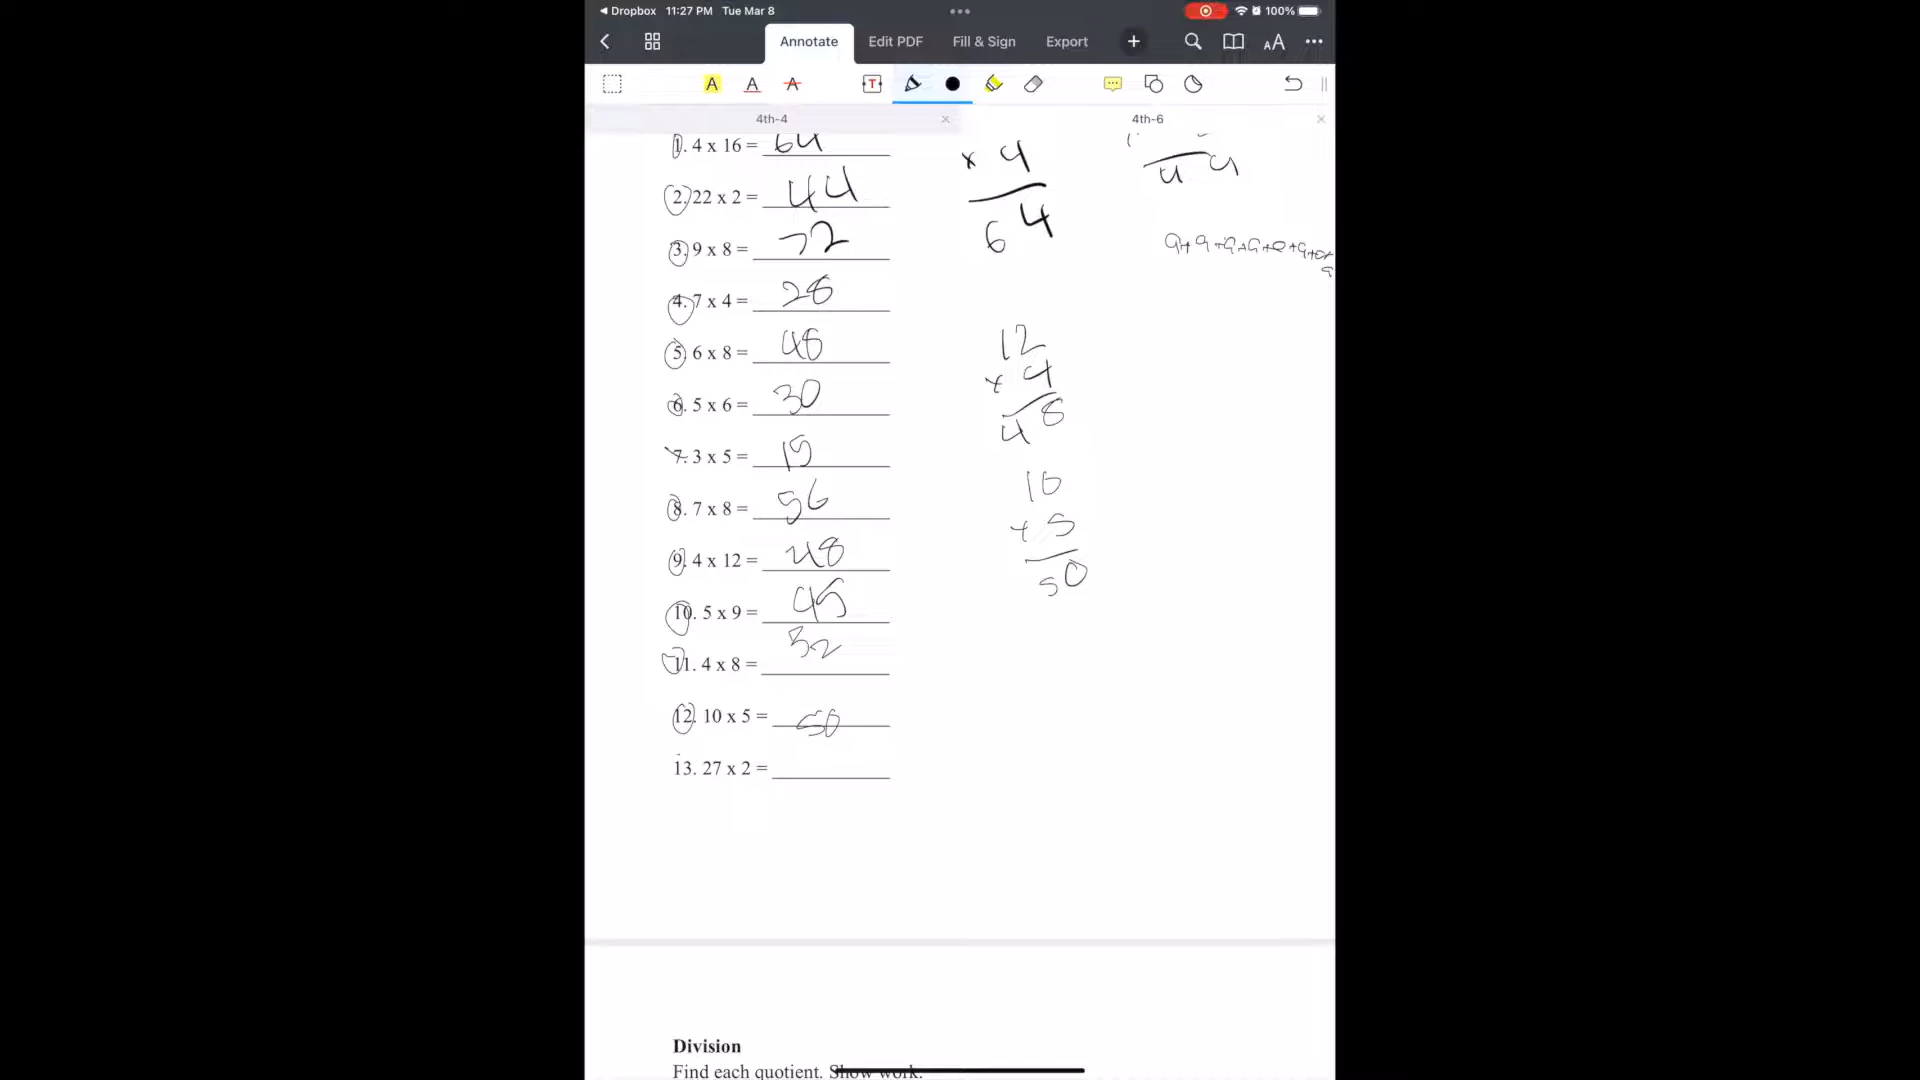 Dropbox 11:27 PM Tue Mar 8 100%
Annotate Edit PDF Fill & Sign Export
4th-4 4th-6
1. 4 x 16 = 64
2. 22 x 2 = 44
3. 9 x 8 = 72
4. 7 x 4 = 28
5. 6 x 8 = 48
6. 5 x 6 = 30
7. 3 x 5 = 15
8. 7 x 8 = 56
9. 4 x 12 = 48
10. 5 x 9 = 45
11. 4 x 8 = 32
12. 10 x 5 = 50
13. 27 x 2 =
x 4
64
44
12
x 4
48
10
x 5
50
Division
Find each quotient. Show work.